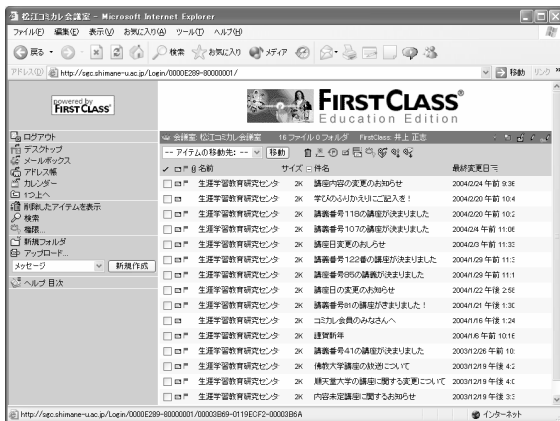 松江コミカレ会議室 - Microsoft Internet Explorer
ファイル(F) 編集(E) 表示(V) お気に入り(A) ツール(T) ヘルプ(H)
戻る 検索 お気に入り メディア
アドレス(D) http://sgc.shimane-u.ac.jp/Login/0000E289-80000001/ 移動 リンク
powered by FIRSTCLASS
FIRSTCLASS®
Education Edition
ログアウト
デスクトップ
メールボックス
アドレス帳
カレンダー
1つ上へ
削除したアイテムを表示
検索
権限...
新規フォルダ
アップロード...
メッセージ 新規作成
ヘルプ 目次
会議室: 松江コミカレ会議室 16 ファイル 0 フォルダ FirstClass: 井上 正志
-- アイテムの移動先: -- 移動
名前 サイズ 件名 最終変更日
生涯学習教育研究センタ 2K 講座内容の変更のお知らせ 2004/2/24 午前 9:36
生涯学習教育研究センタ 2K 学びのふりかえりにご記入を! 2004/2/20 午前 10:4
生涯学習教育研究センタ 2K 講義番号118の講座が決まりました 2004/2/20 午前 10:2
生涯学習教育研究センタ 2K 講義番号107の講座が決まりました 2004/2/4 午前 11:06
生涯学習教育研究センタ 2K 講座日変更のおしらせ 2004/2/3 午前 11:33
生涯学習教育研究センタ 2K 講義番号122番の講座が決まりました 2004/1/29 午前 11:3
生涯学習教育研究センタ 2K 講義番号85の講義が決まりました 2004/1/29 午前 11:1
生涯学習教育研究センタ 2K 講座日の変更のお知らせ 2004/1/22 午後 2:58
生涯学習教育研究センタ 2K 講義番号81の講座がきまりました! 2004/1/21 午後 1:30
生涯学習教育研究センタ 2K コミカレ会員のみなさんへ 2004/1/16 午後 1:24
生涯学習教育研究センタ 2K 謹賀新年 2004/1/6 午前 10:16
生涯学習教育研究センタ 2K 講義番号41の講座が決まりました 2003/12/26 午前 10:
生涯学習教育研究センタ 2K 佛教大学講座の放送について 2003/12/19 午後 4:2
生涯学習教育研究センタ 2K 順天堂大学の講座に関する変更について 2003/12/19 午後 4:0
生涯学習教育研究センタ 2K 内容未定講座に関するお知らせ 2003/12/19 午後 3:3
http://sgc.shimane-u.ac.jp/Login/0000E289-80000001/00003B69-0119ECF2-00003B6A インターネット